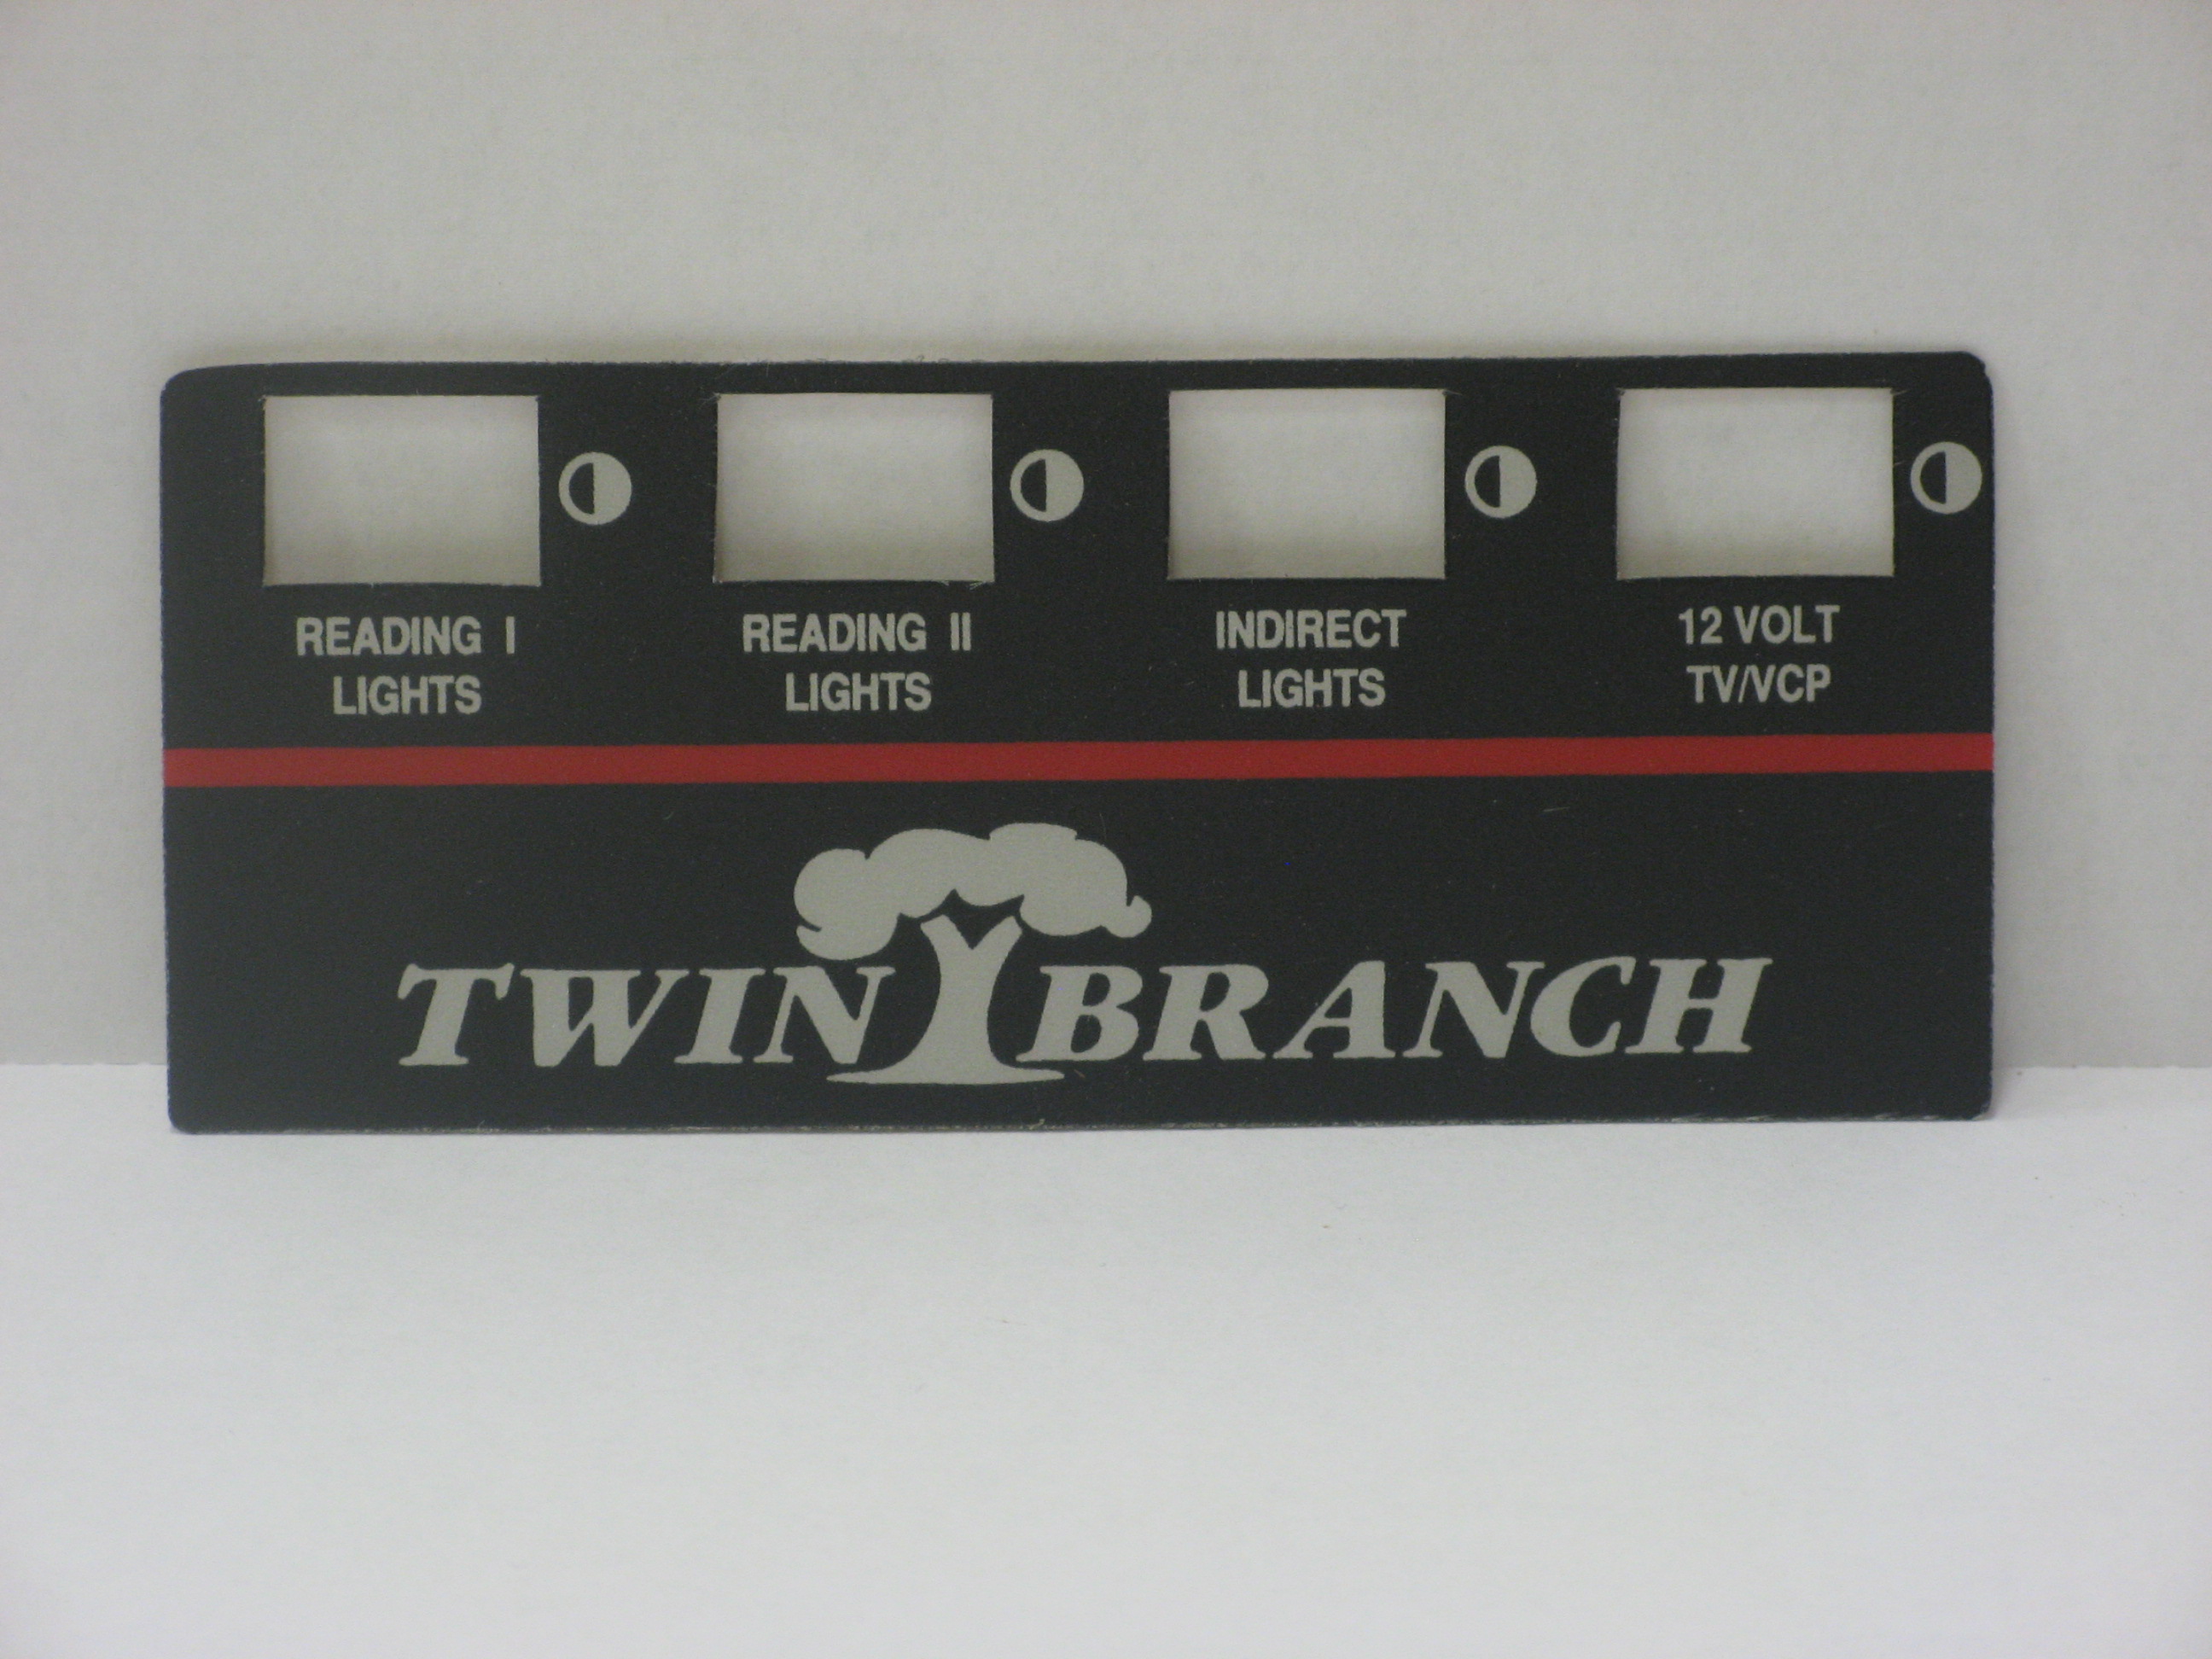 READING I
LIGHTS
READING II
LIGHTS
INDIRECT
LIGHTS
12 VOLT
TV/VCP
TWIN BRANCH